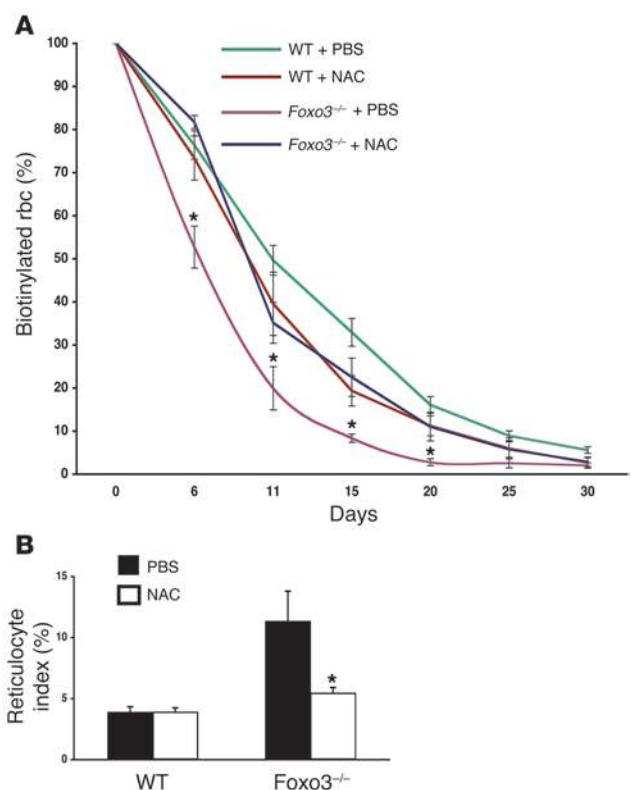 A
WT + PBS
WT + NAC
Foxo3–/– + PBS
Foxo3–/– + NAC
Biotinylated rbc (%)
100
90
80
70
60
50
40
30
20
10
0
*
*
*
*
0 6 11 15 20 25 30
Days
B
PBS
NAC
Reticulocyte
index (%)
15
10
5
0
*
WT Foxo3–/–